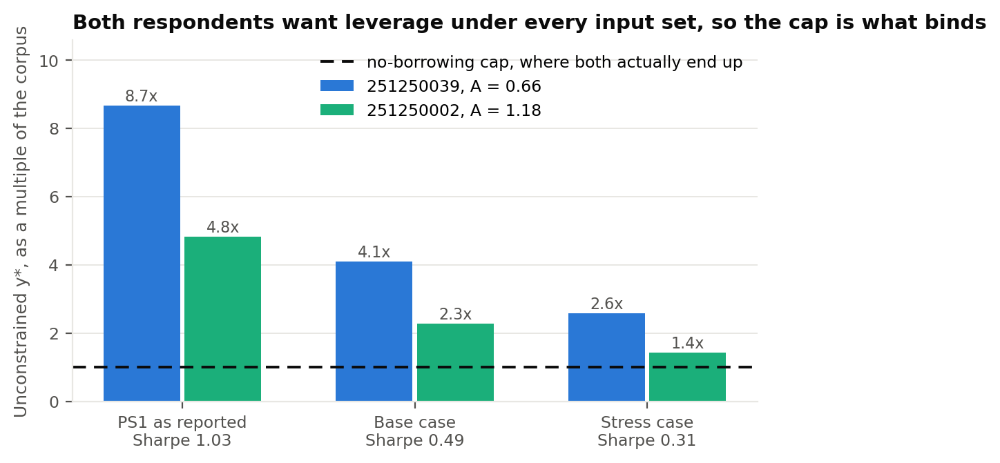 Both respondents want leverage under every input set, so the cap is what binds
Unconstrained y*, as a multiple of the corpus
10
8
6
4
2
0
no-borrowing cap, where both actually end up
251250039, A = 0.66
251250002, A = 1.18
8.7x
4.8x
4.1x
2.3x
2.6x
1.4x
PS1 as reported
Sharpe 1.03
Base case
Sharpe 0.49
Stress case
Sharpe 0.31